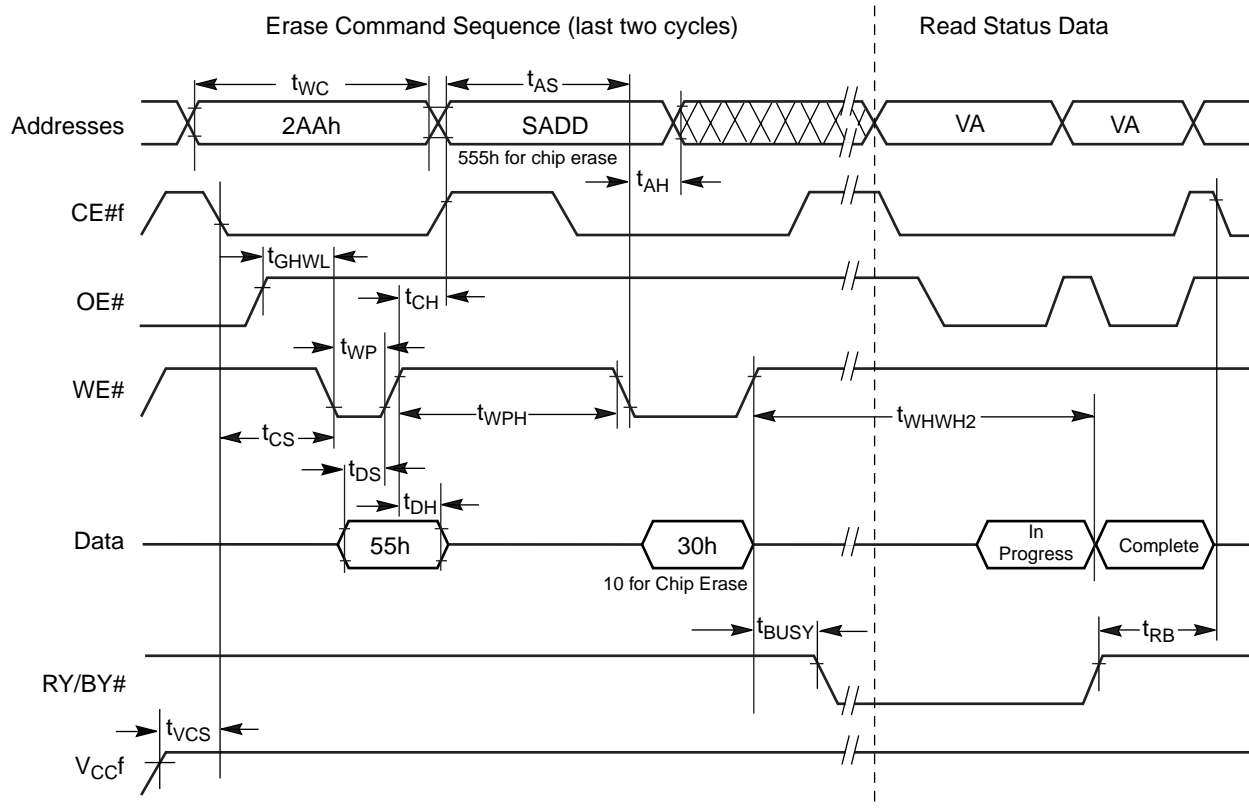 Erase Command Sequence (last two cycles)
Read Status Data
tWC
tAS
Addresses
2AAh
SADD
VA
VA
555h for chip erase
tAH
CE#f
tGHWL
OE#
tCH
tWP
WE#
tWPH
tWHWH2
tCS
tDS
tDH
Data
55h
30h
In
Progress
Complete
10 for Chip Erase
tBUSY
tRB
RY/BY#
tVCS
VCCf